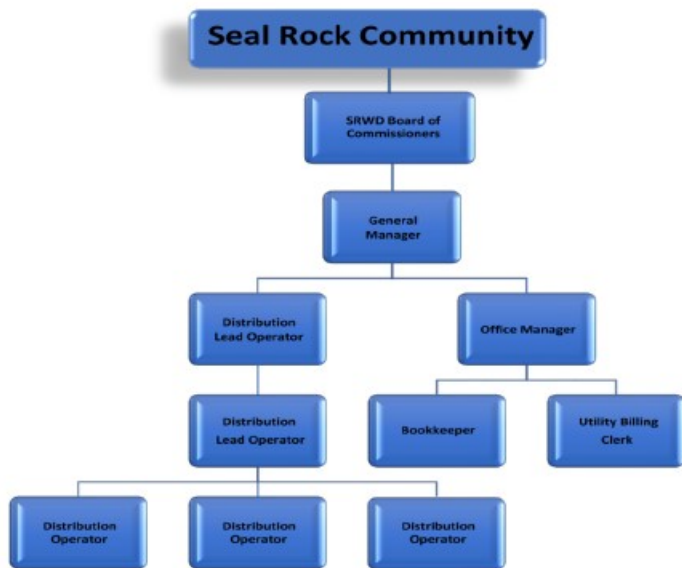 Seal Rock Community
SRWD Board of
Commissioners
General
Manager
Distribution
Lead Operator
Office Manager
Distribution
Lead Operator
Bookkeeper
Utility Billing
Clerk
Distribution
Operator
Distribution
Operator
Distribution
Operator